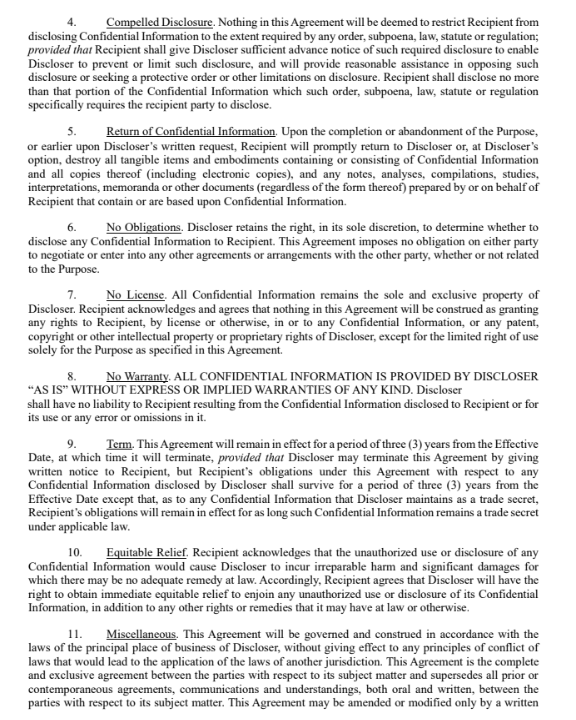 4. Compelled Disclosure. Nothing in this Agreement will be deemed to restrict Recipient from
disclosing Confidential Information to the extent required by any order, subpoena, law, statute or regulation;
provided that Recipient shall give Discloser sufficient advance notice of such required disclosure to enable
Discloser to prevent or limit such disclosure, and will provide reasonable assistance in opposing such
disclosure or seeking a protective order or other limitations on disclosure. Recipient shall disclose no more
than that portion of the Confidential Information which such order, subpoena, law, statute or regulation
specifically requires the recipient party to disclose.
5. Return of Confidential Information. Upon the completion or abandonment of the Purpose,
or earlier upon Discloser's written request, Recipient will promptly return to Discloser or, at Discloser's
option, destroy all tangible items and embodiments containing or consisting of Confidential Information
and all copies thereof (including electronic copies), and any notes, analyses, compilations, studies,
interpretations, memoranda or other documents (regardless of the form thereof) prepared by or on behalf of
Recipient that contain or are based upon Confidential Information.
6. No Obligations. Discloser retains the right, in its sole discretion, to determine whether to
disclose any Confidential Information to Recipient. This Agreement imposes no obligation on either party
to negotiate or enter into any other agreements or arrangements with the other party, whether or not related
to the Purpose.
7. No License. All Confidential Information remains the sole and exclusive property of
Discloser. Recipient acknowledges and agrees that nothing in this Agreement will be construed as granting
any rights to Recipient, by license or otherwise, in or to any Confidential Information, or any patent,
copyright or other intellectual property or proprietary rights of Discloser, except for the limited right of use
solely for the Purpose as specified in this Agreement.
8. No Warranty. ALL CONFIDENTIAL INFORMATION IS PROVIDED BY DISCLOSER
“AS IS” WITHOUT EXPRESS OR IMPLIED WARRANTIES OF ANY KIND. Discloser
shall have no liability to Recipient resulting from the Confidential Information disclosed to Recipient or for
its use or any error or omissions in it.
9. Term. This Agreement will remain in effect for a period of three (3) years from the Effective
Date, at which time it will terminate, provided that Discloser may terminate this Agreement by giving
written notice to Recipient, but Recipient's obligations under this Agreement with respect to any
Confidential Information disclosed by Discloser shall survive for a period of three (3) years from the
Effective Date except that, as to any Confidential Information that Discloser maintains as a trade secret,
Recipient's obligations will remain in effect for as long such Confidential Information remains a trade secret
under applicable law.
10. Equitable Relief. Recipient acknowledges that the unauthorized use or disclosure of any
Confidential Information would cause Discloser to incur irreparable harm and significant damages for
which there may be no adequate remedy at law. Accordingly, Recipient agrees that Discloser will have the
right to obtain immediate equitable relief to enjoin any unauthorized use or disclosure of its Confidential
Information, in addition to any other rights or remedies that it may have at law or otherwise.
11. Miscellaneous. This Agreement will be governed and construed in accordance with the
laws of the principal place of business of Discloser, without giving effect to any principles of conflict of
laws that would lead to the application of the laws of another jurisdiction. This Agreement is the complete
and exclusive agreement between the parties with respect to its subject matter and supersedes all prior or
contemporaneous agreements, communications and understandings, both oral and written, between the
parties with respect to its subject matter. This Agreement may be amended or modified only by a written